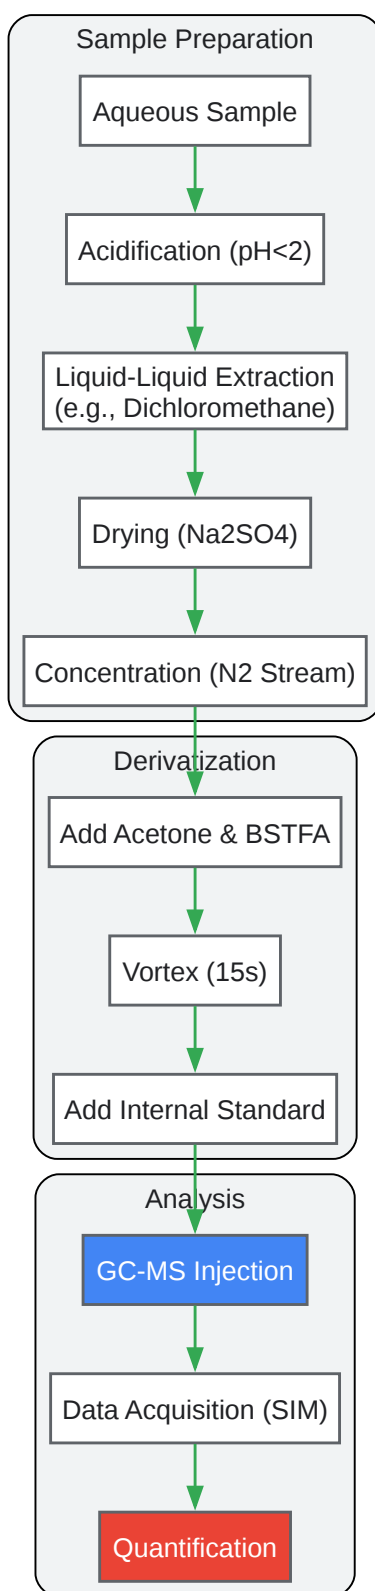 Sample Preparation
Aqueous Sample
Acidification (pH<2)
Liquid-Liquid Extraction
(e.g., Dichloromethane)
Drying (Na2SO4)
Concentration (N2 Stream)
Derivatization
Add Acetone & BSTFA
Vortex (15s)
Add Internal Standard
Analysis
GC-MS Injection
Data Acquisition (SIM)
Quantification